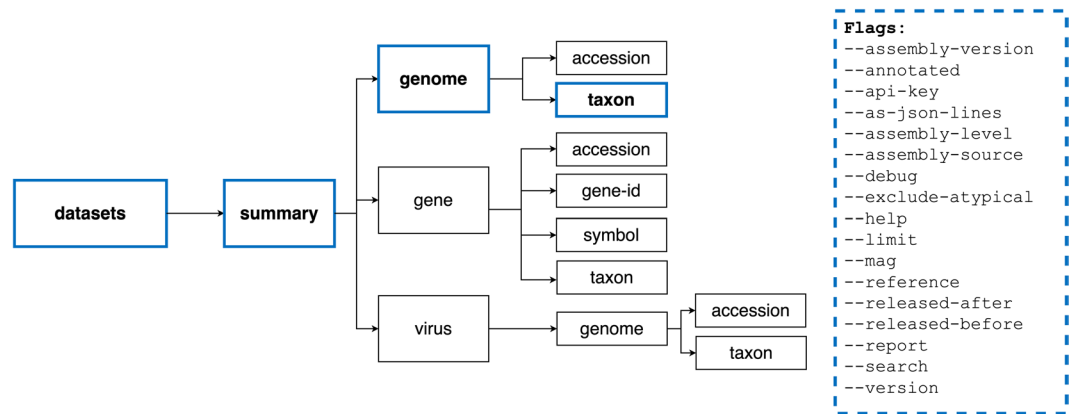 datasets
summary
genome
accession
taxon
gene
accession
gene-id
symbol
taxon
virus
genome
accession
taxon
Flags:
--assembly-version
--annotated
--api-key
--as-json-lines
--assembly-level
--assembly-source
--debug
--exclude-atypical
--help
--limit
--mag
--reference
--released-after
--released-before
--report
--search
--version